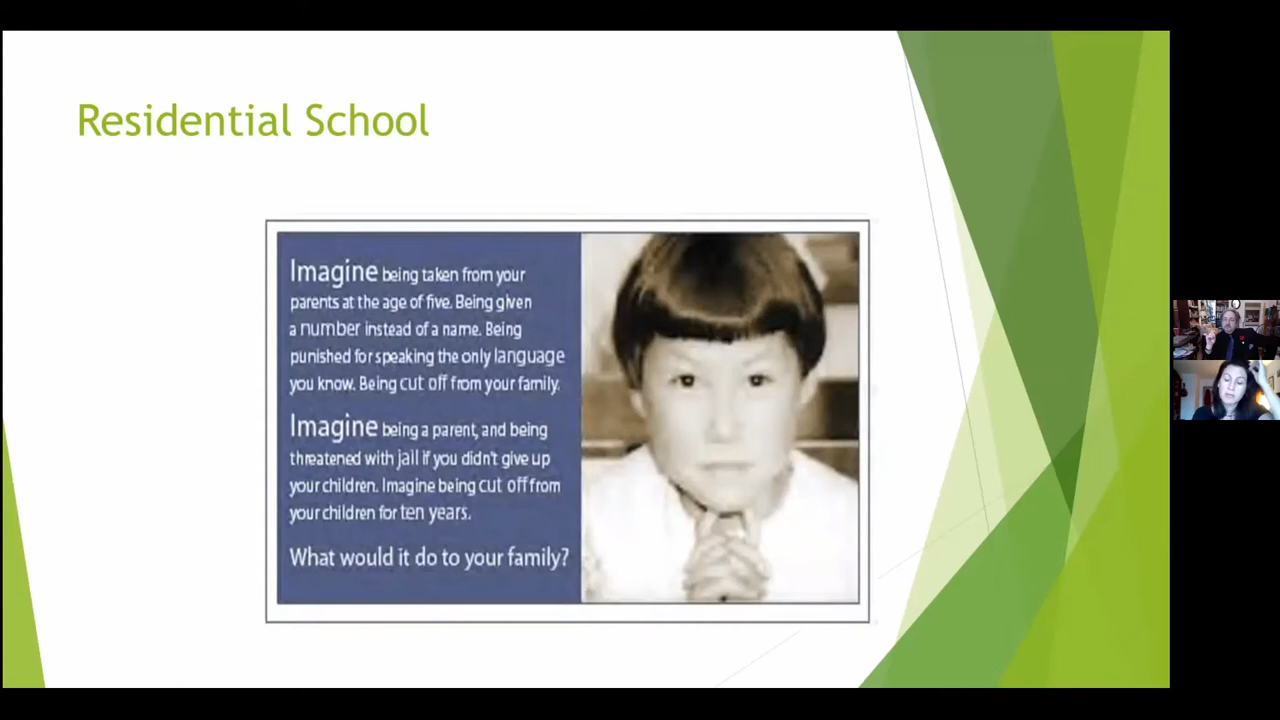 Residential School
Imagine being taken from your
parents at the age of five. Being given
a number instead of a name. Being
punished for speaking the only language
you know. Being cut off from your family.
Imagine being a parent, and being
threatened with jail if you didn't give up
your children. Imagine being cut off from
your children for ten years.
What would it do to your family?